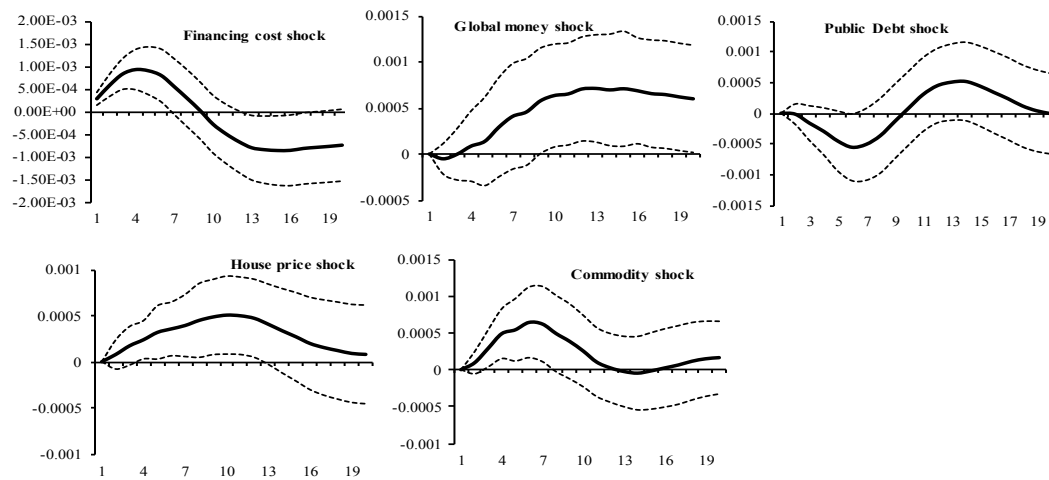 Financing cost shock
2.00E-03
1.50E-03
1.00E-03
5.00E-04
0.00E+00
-5.00E-04
-1.00E-03
-1.50E-03
-2.00E-03
1 4 7 10 13 16 19
Global money shock
0.0015
0.001
0.0005
0
-0.0005
1 4 7 10 13 16 19
Public Debt shock
0.0015
0.001
0.0005
0
-0.0005
-0.001
-0.0015
1 3 5 7 9 11 13 15 17 19
House price shock
0.001
0.0005
0
-0.0005
-0.001
1 4 7 10 13 16 19
Commodity shock
0.0015
0.001
0.0005
0
-0.0005
-0.001
1 4 7 10 13 16 19